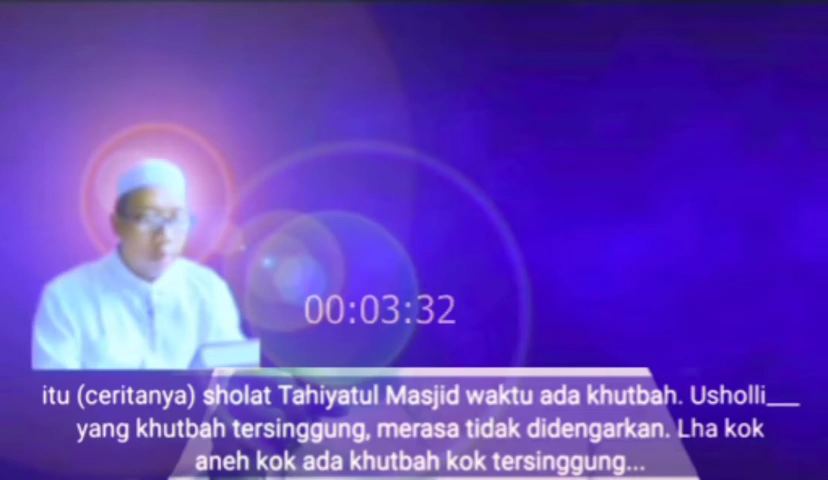 00:03:32
itu (ceritanya) sholat Tahiyatul Masjid waktu ada khutbah. Usholli___
yang khutbah tersinggung, merasa tidak didengarkan. Lha kok
aneh kok ada khutbah kok tersinggung...